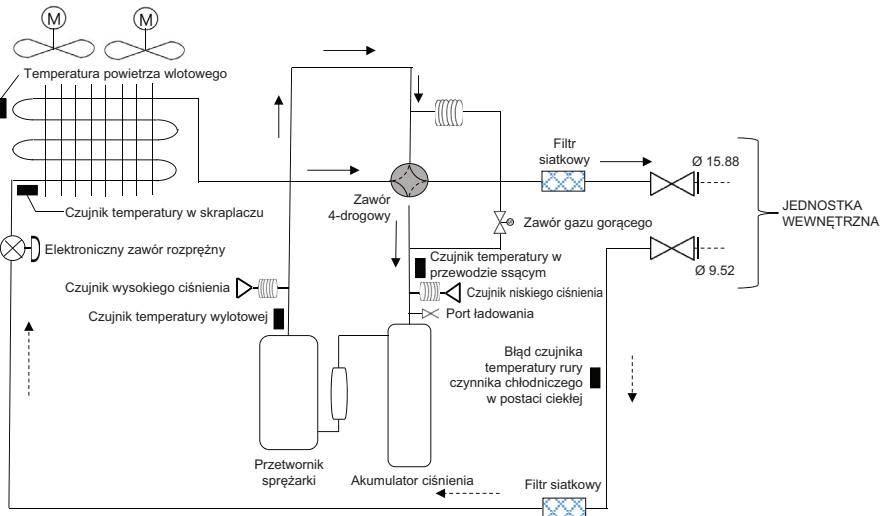 M
M
Temperatura powietrza wlotowego
Filtr
siatkowy
Ø 15.88
Zawór
4-drogowy
Czujnik temperatury w skraplaczu
JEDNOSTKA
WEWNĘTRZNA
Zawór gazu gorącego
Elektroniczny zawór rozprężny
Czujnik temperatury w
przewodzie ssącym
Ø 9.52
Czujnik wysokiego ciśnienia
Czujnik niskiego ciśnienia
Czujnik temperatury wylotowej
Port ładowania
Błąd czujnika
temperatury rury
czynnika chłodniczego
w postaci ciekłej
Przetwornik
sprężarki
Akumulator ciśnienia
Filtr siatkowy